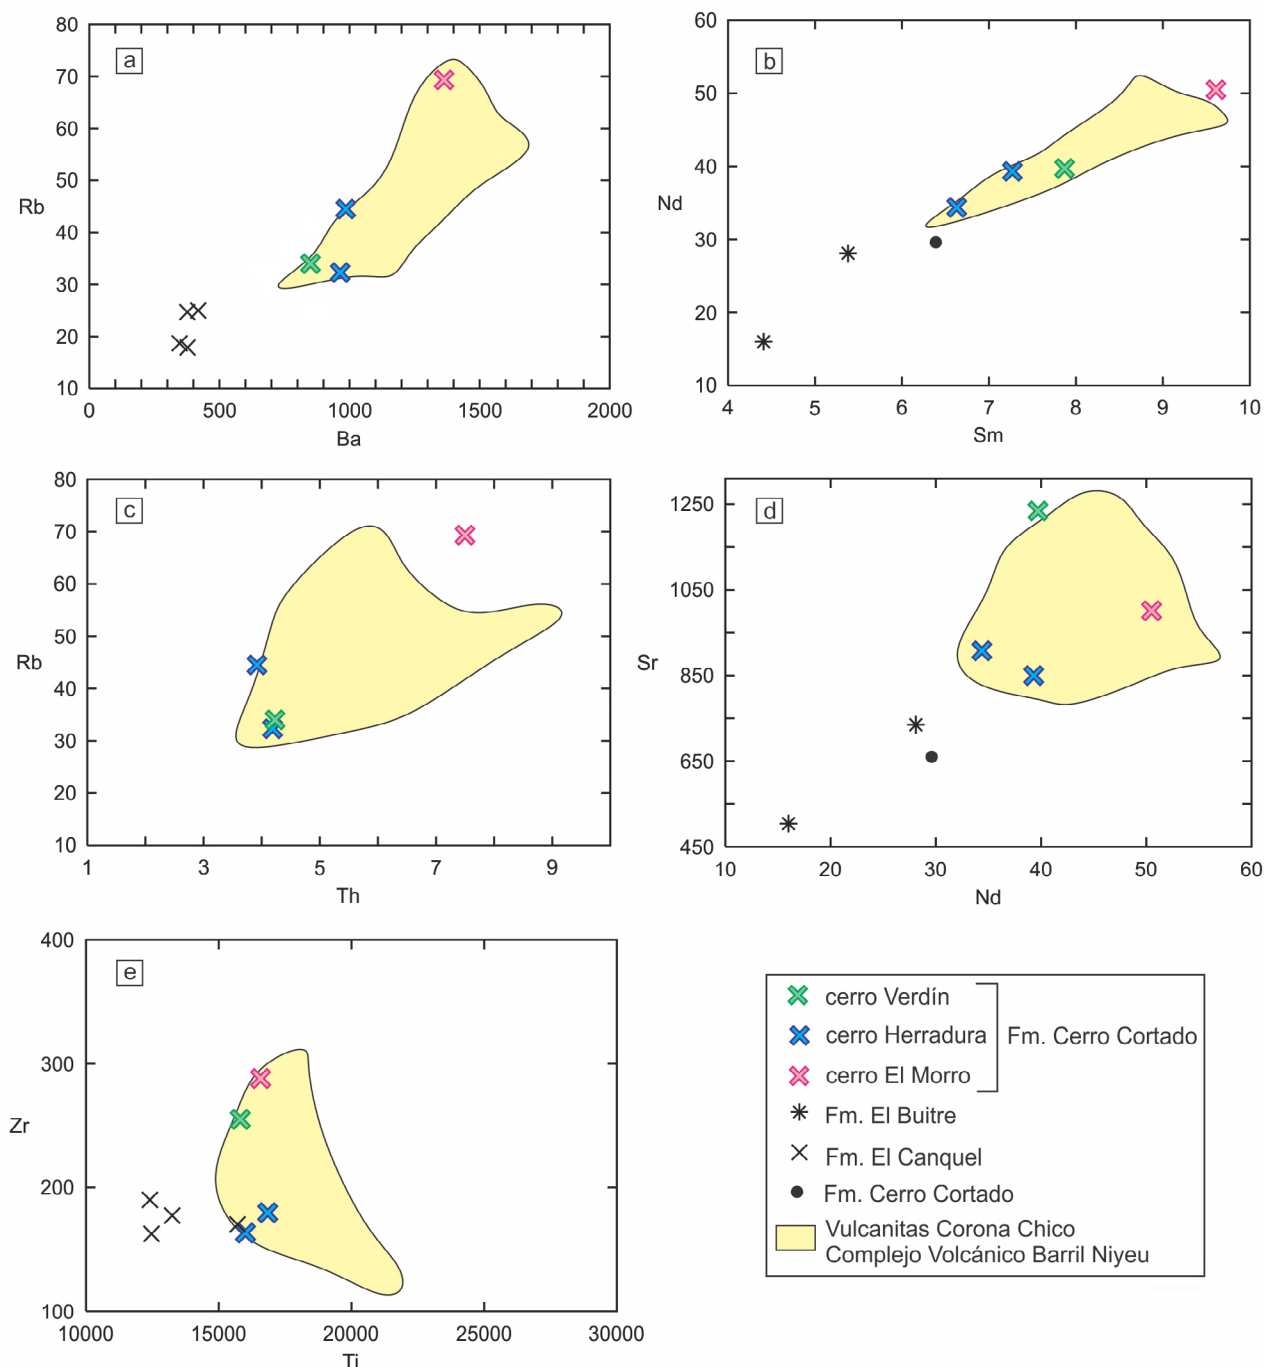 a
80
70
60
50
40
30
20
10
Rb
0 500 1000 1500 2000
Ba
b
60
50
40
30
20
10
Nd
4 5 6 7 8 9 10
Sm
c
80
70
60
50
40
30
20
10
Rb
1 3 5 7 9
Th
d
1250
1050
850
650
450
Sr
10 20 30 40 50 60
Nd
e
400
300
200
100
Zr
10000 15000 20000 25000 30000
Ti
cerro Verdín
cerro Herradura
cerro El Morro
Fm. Cerro Cortado
Fm. El Buitre
Fm. El Canquel
Fm. Cerro Cortado
Vulcanitas Corona Chico
Complejo Volcánico Barril Niyeu